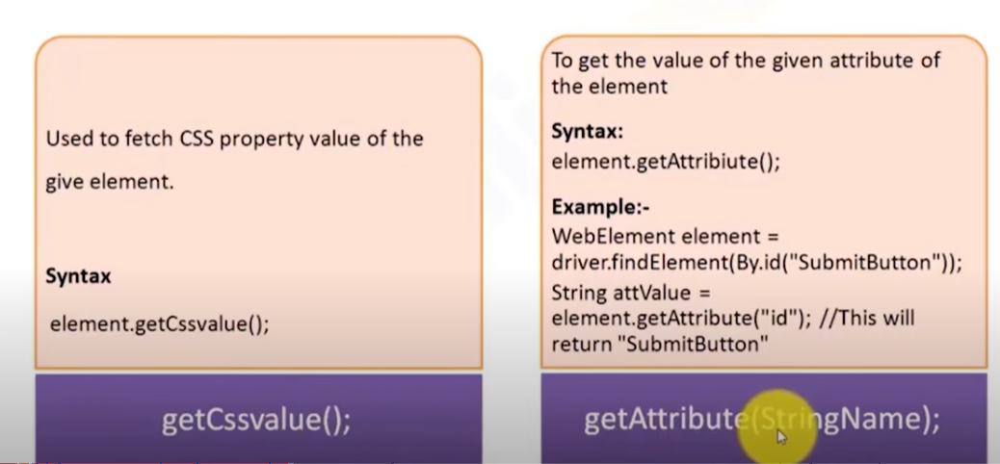 Used to fetch CSS property value of the
give element.
Syntax
element.getCssvalue();
getCssvalue();
To get the value of the given attribute of
the element
Syntax:
element.getAttribiute();
Example:-
WebElement element =
driver.findElement(By.id("SubmitButton"));
String attValue =
element.getAttribute("id"); //This will
return "SubmitButton"
getAttribute(StringName);